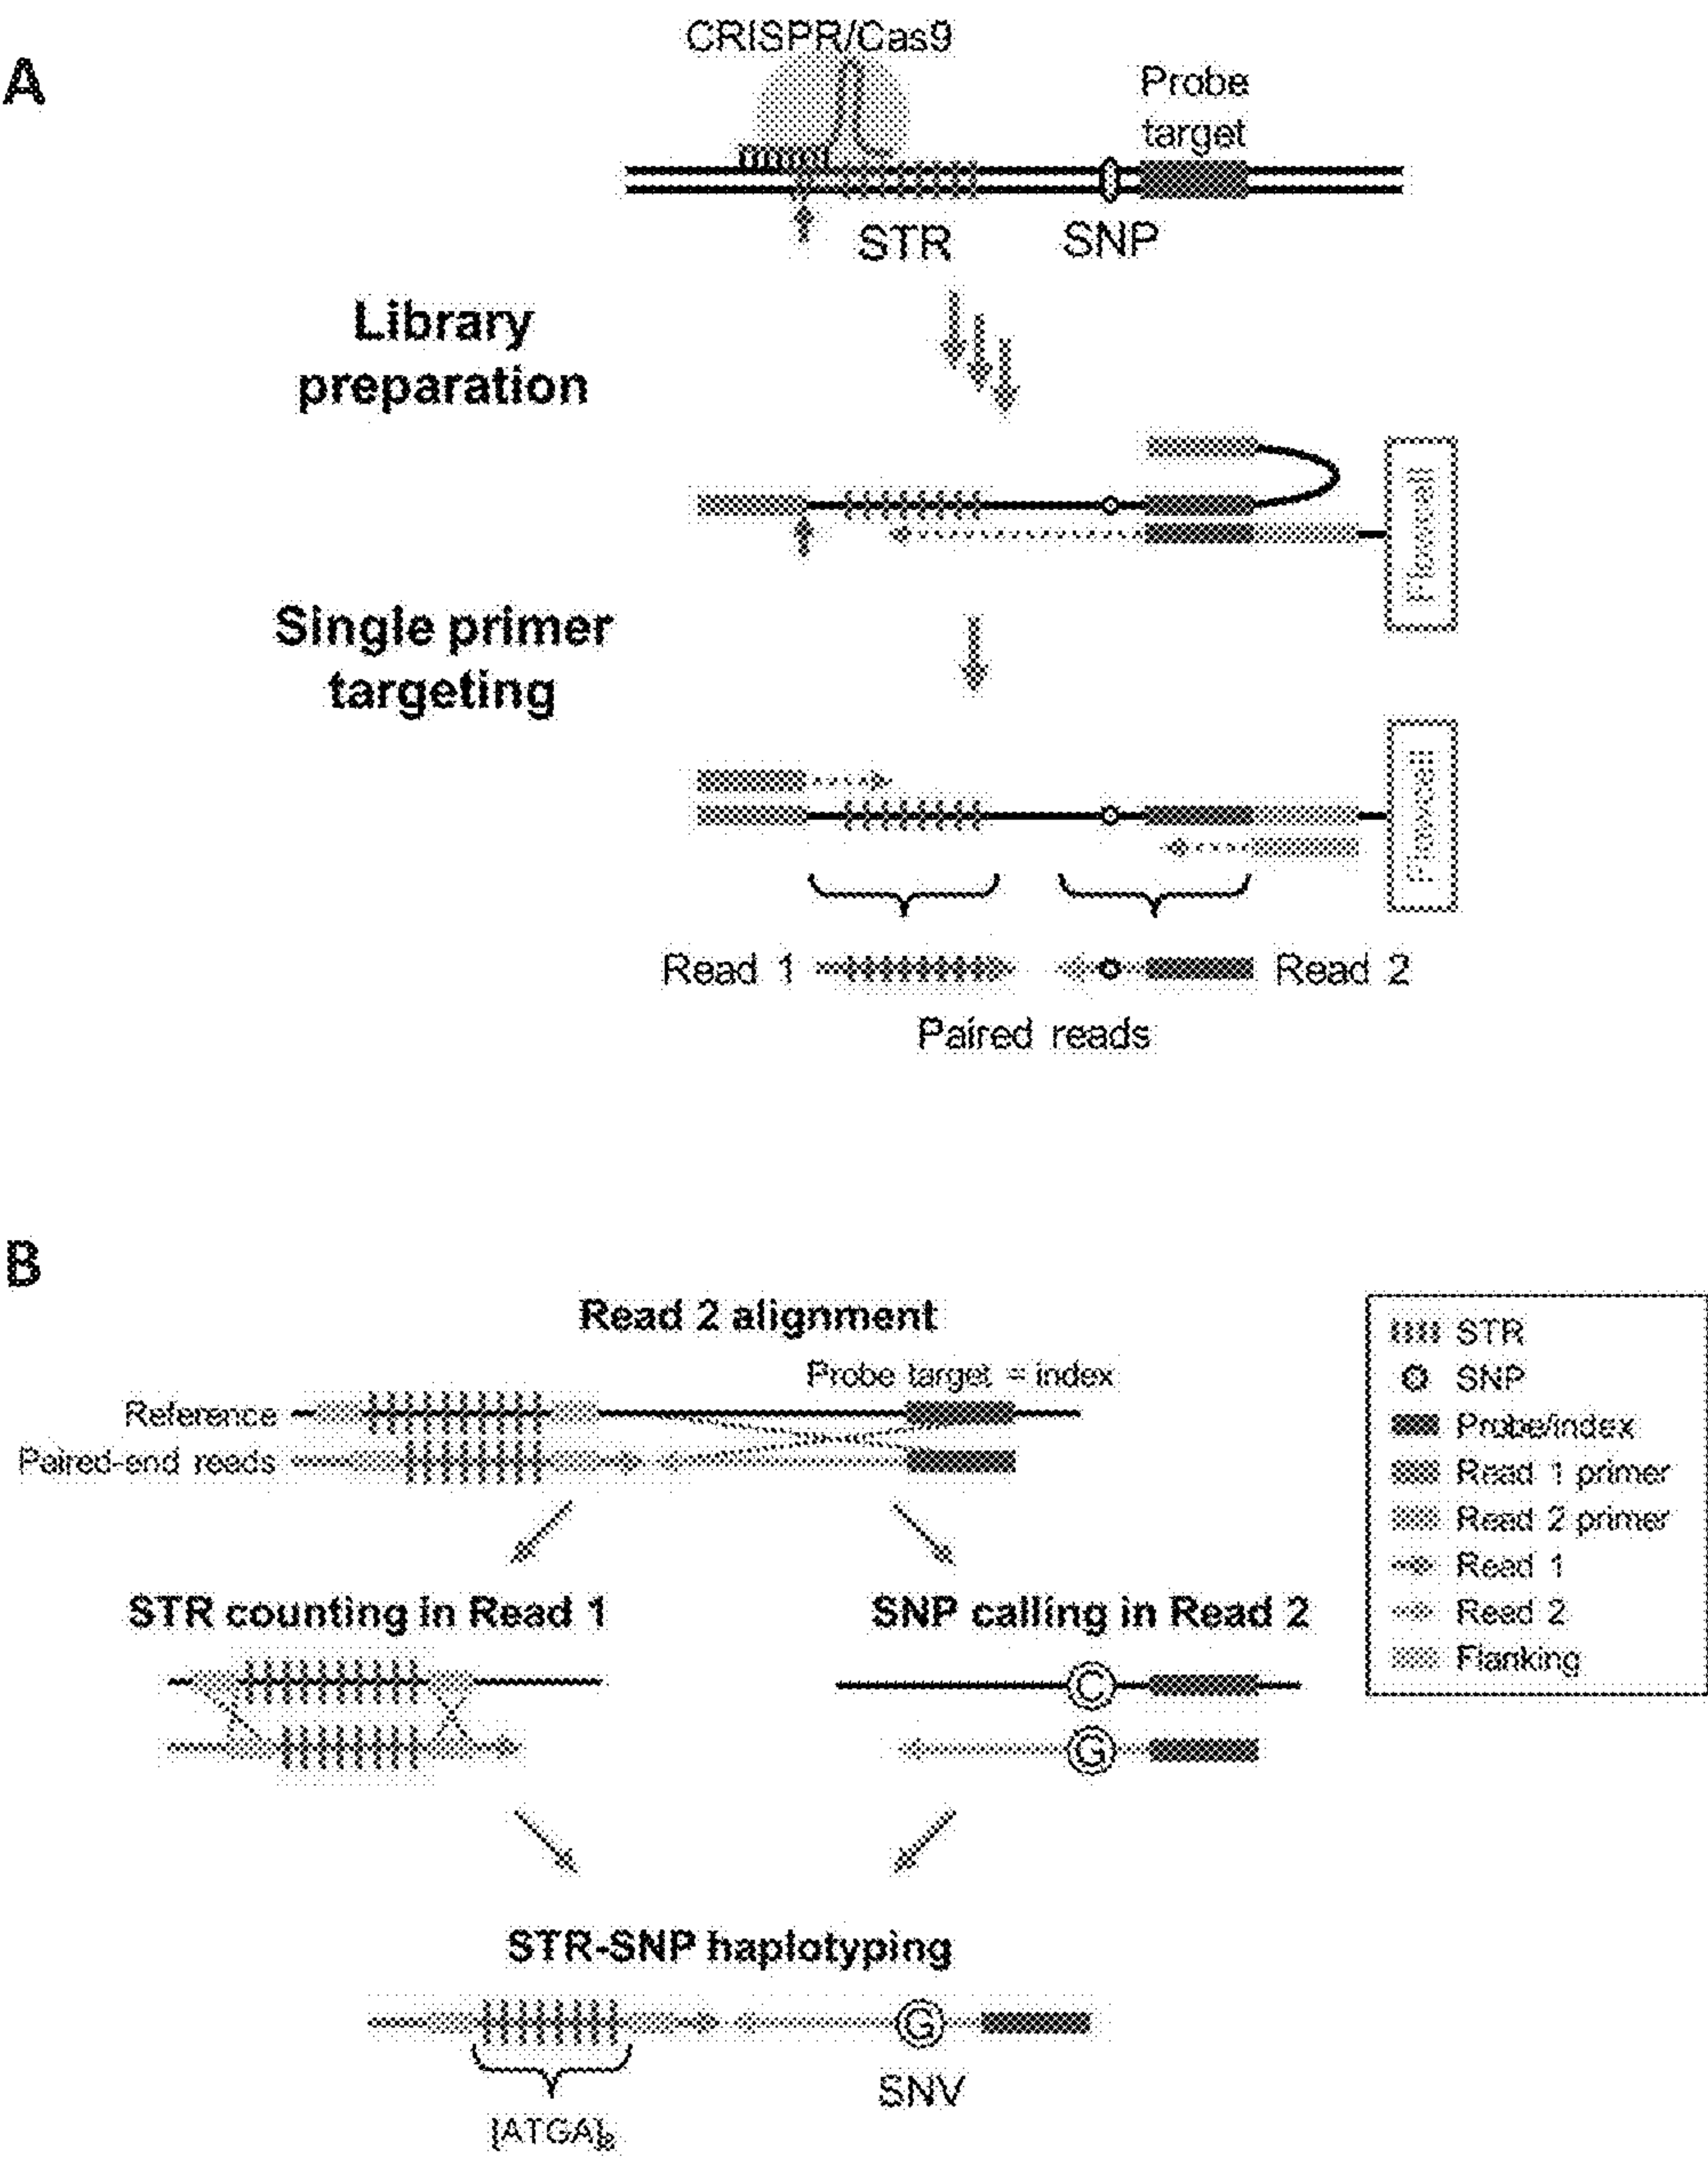 A
CRISPR/Cas9
Probe
target
STR
SNP
Library
preparation
Flowcell
Single primer
targeting
Flowcell
Read 1
Read 2
Paired reads
B
Read 2 alignment
Probe target = index
Reference
Paired-end reads
STR counting in Read 1
SNP calling in Read 2
C
G
STR-SNP haplotyping
G
SNV
[ATGA]8
STR
SNP
Probe/index
Read 1 primer
Read 2 primer
Read 1
Read 2
Flanking